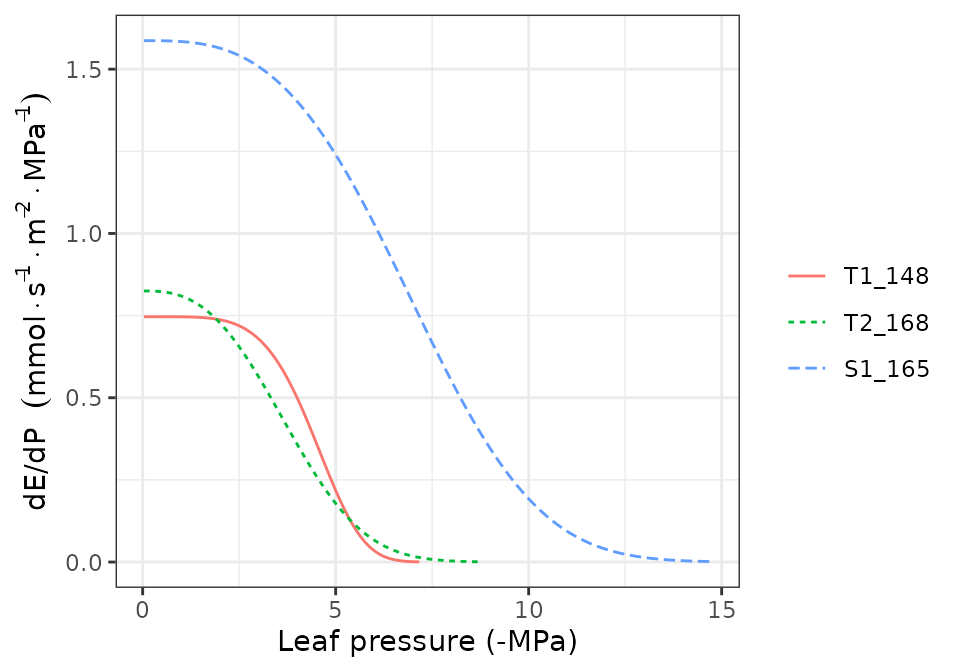 dE/dP (mmol·s⁻¹·m⁻²·MPa⁻¹)
1.5
1.0
0.5
0.0
0 5 10 15
Leaf pressure (-MPa)
T1_148
T2_168
S1_165